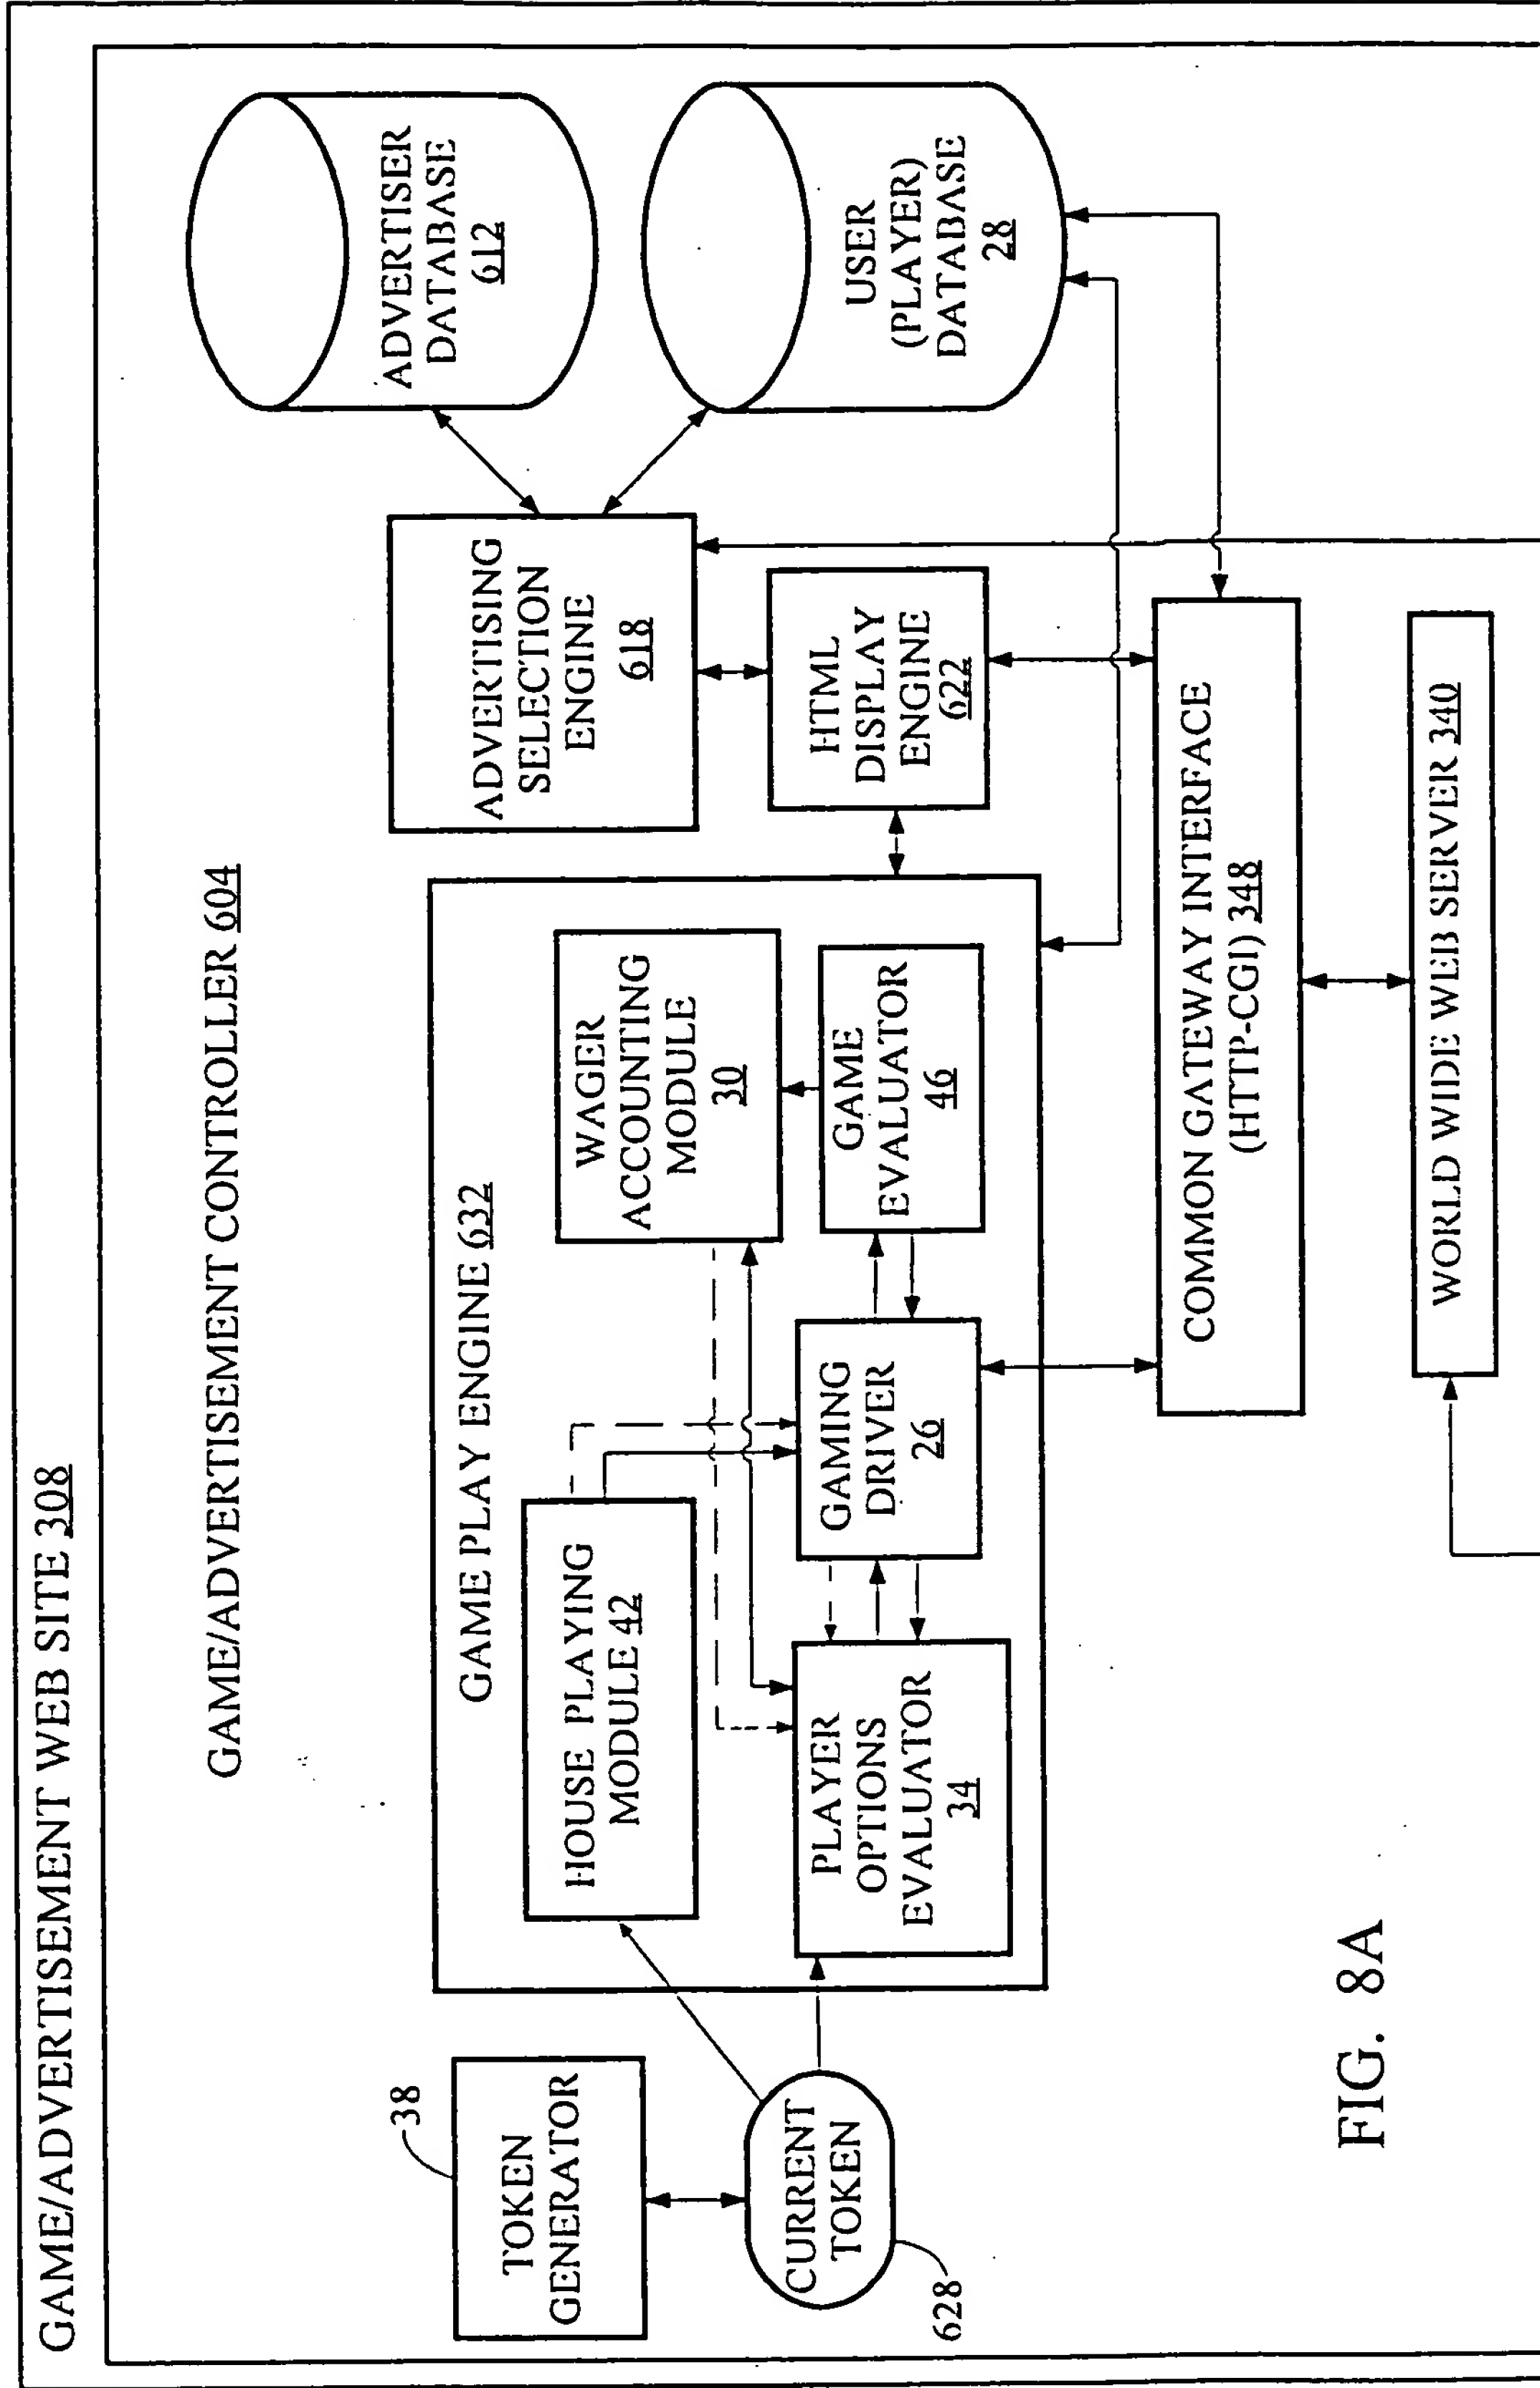 GAME/ADVERTISEMENT WEB SITE 308
GAME/ADVERTISEMENT CONTROLLER 604
TOKEN
GENERATOR
38
CURRENT
TOKEN
628
GAME PLAY ENGINE 632
HOUSE PLAYING
MODULE 42
WAGER
ACCOUNTING
MODULE
30
PLAYER
OPTIONS
EVALUATOR
34
GAMING
DRIVER
26
GAME
EVALUATOR
46
ADVERTISING
SELECTION
ENGINE
618
HTML
DISPLAY
ENGINE
622
ADVERTISER
DATABASE
612
USER
(PLAYER)
DATABASE
28
COMMON GATEWAY INTERFACE
(HTTP-CGI) 348
WORLD WIDE WEB SERVER 340
FIG. 8A